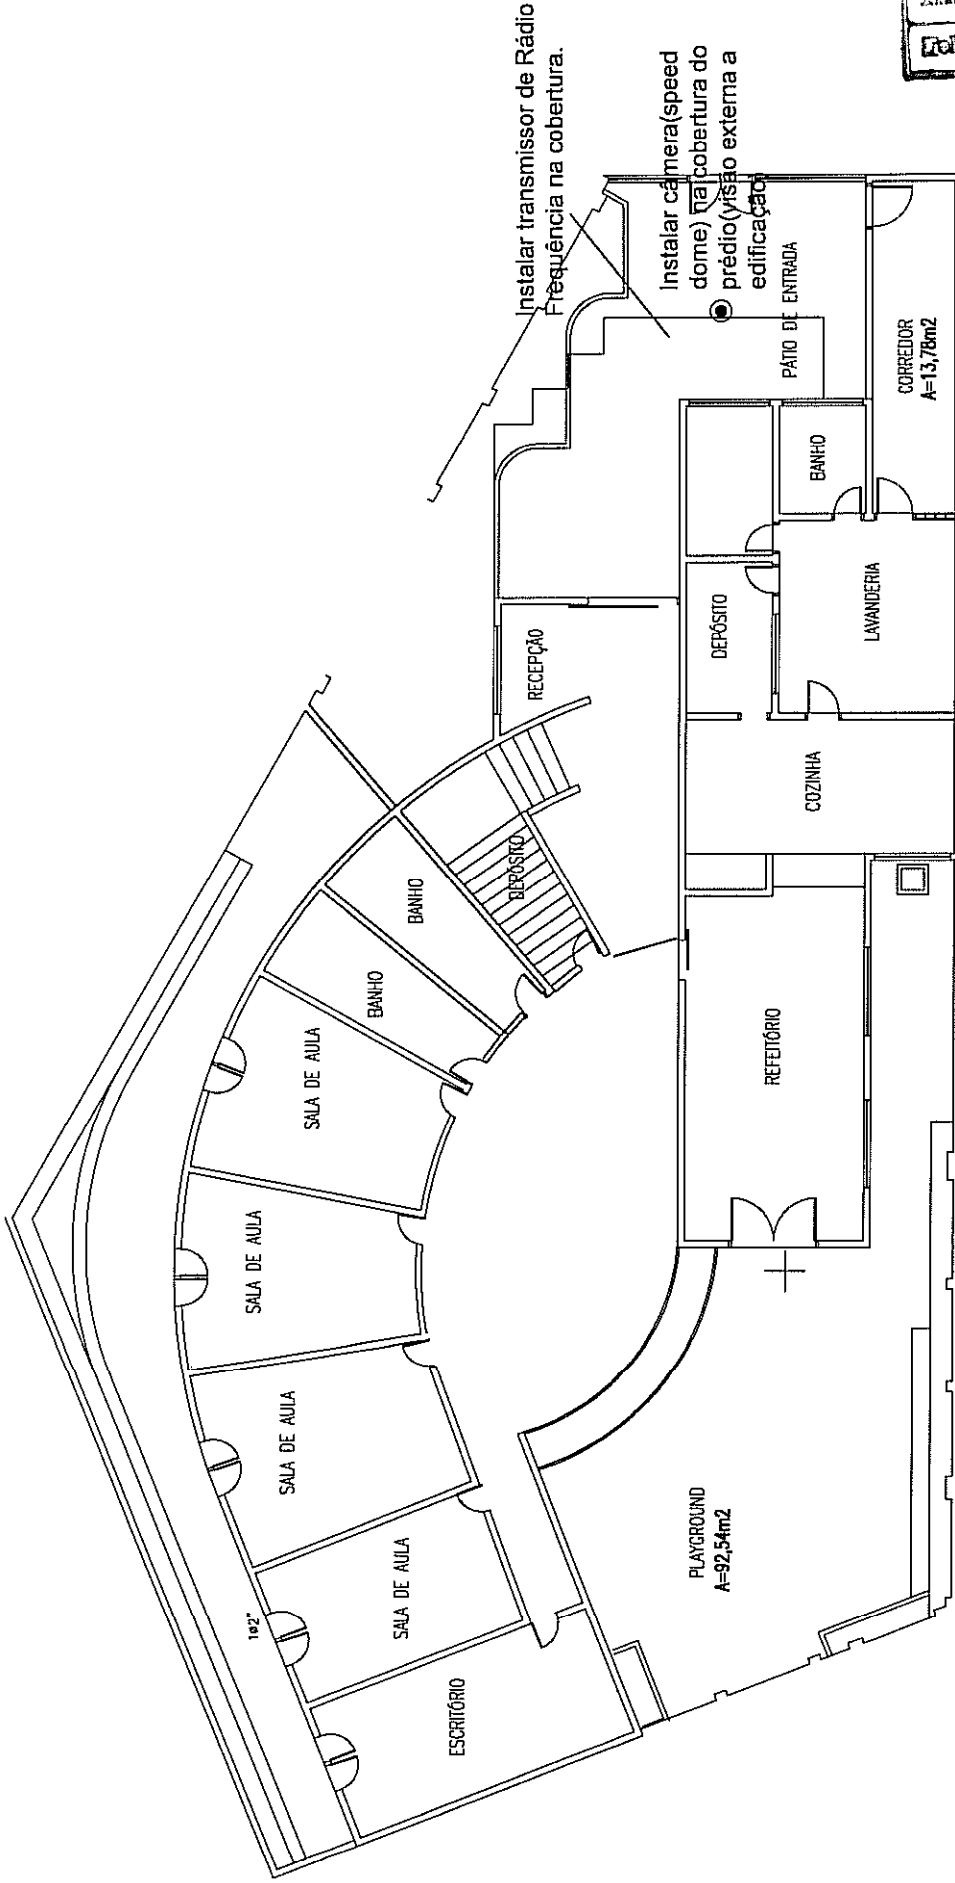 Instalar transmissor de Rádio
Frequência na cobertura.
Instalar câmera(speed
dome) na cobertura do
prédio(visão externa a
edificação)
PÁTIO DE ENTRADA
CORREDOR
A=13,78m2
BANHO
LAVANDERIA
DEPÓSITO
RECEPÇÃO
COZINHA
DEPÓSITO
BANHO
BANHO
REFEITÓRIO
SALA DE AULA
SALA DE AULA
SALA DE AULA
SALA DE AULA
1ø2"
ESCRITÓRIO
PLAYGROUND
A=92,54m2